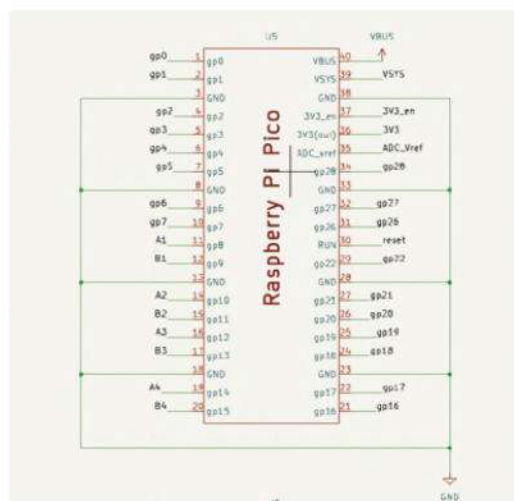 U5
VBUS
gp0 1 gp0 VBUS 40
gp1 2 gp1 VSYS 39 VSYS
3 GND GND 38
gp2 4 gp2 3V3_en 37 3V3_en
gp3 5 gp3 3V3(out) 36 3V3
gp4 6 gp4 ADC_vref 35 ADC_Vref
gp5 7 gp5 gp28 34 gp28
8 GND GND 33
gp6 9 gp6 gp27 32 gp27
gp7 10 gp7 gp26 31 gp26
A1 11 gp8 RUN 30 reset
B1 12 gp9 gp22 29 gp22
13 GND GND 28
A2 14 gp10 gp21 27 gp21
B2 15 gp11 gp20 26 gp20
A3 16 gp12 gp19 25 gp19
B3 17 gp13 gp18 24 gp18
18 GND GND 23
A4 19 gp14 gp17 22 gp17
B4 20 gp15 gp16 21 gp16
Raspberry Pi Pico
GND